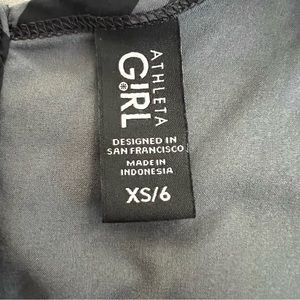 ATHLETA
GIRL
DESIGNED IN
SAN FRANCISCO
MADE IN
INDONESIA
XS/6